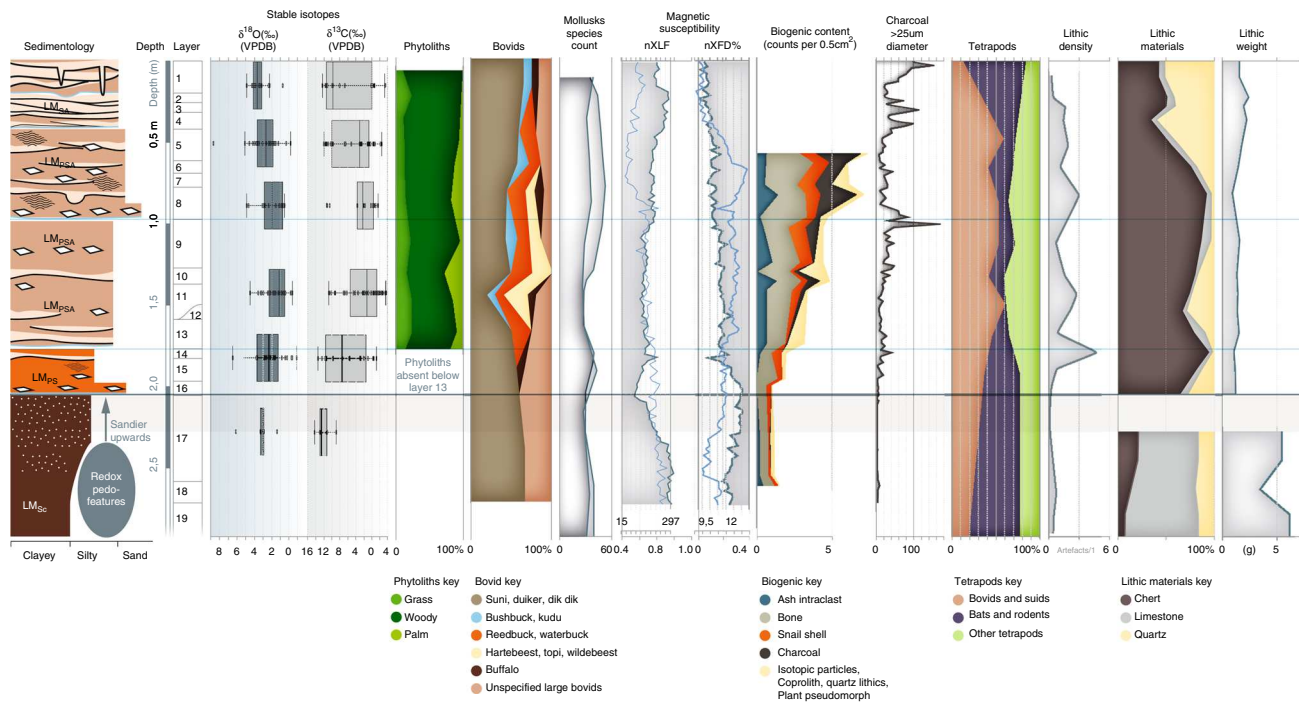 Stable isotopes
Magnetic
susceptibility
Sedimentology
Depth
Layer
δ18O(‰)
(VPDB)
δ13C(‰)
(VPDB)
Phytoliths
Bovids
Mollusks
species
count
nXLF
nXFD%
Biogenic content
(counts per 0.5cm2)
Charcoal
>25um
diameter
Tetrapods
Lithic
density
Lithic
materials
Lithic
weight
Depth (m)
0,5 m
1,0
1,5
2,0
2,5
1
2
3
4
5
6
7
8
9
10
11
12
13
14
15
16
17
18
19
LMSA
LMPSA
LMPSA
LMPSA
LMPS
LMSc
Sandier
upwards
Redox
pedo-
features
Phytoliths
absent below
layer 13
15
297
9,5
12
Clayey
Silty
Sand
8 4 2 0 16
12 8 4 0 4
0 100%
0 100%
0 60
0.4 0.8 1.0
0.2 0.4
0 5
0 100
0 100%
0 Artefacts/1 6
0 100%
0 (g) 5
Phytoliths key
Grass
Woody
Palm
Bovid key
Suni, duiker, dik dik
Bushbuck, kudu
Reedbuck, waterbuck
Hartebeest, topi, wildebeest
Buffalo
Unspecified large bovids
Biogenic key
Ash intraclast
Bone
Snail shell
Charcoal
Isotopic particles,
Coprolith, quartz lithics,
Plant pseudomorph
Tetrapods key
Bovids and suids
Bats and rodents
Other tetrapods
Lithic materials key
Chert
Limestone
Quartz